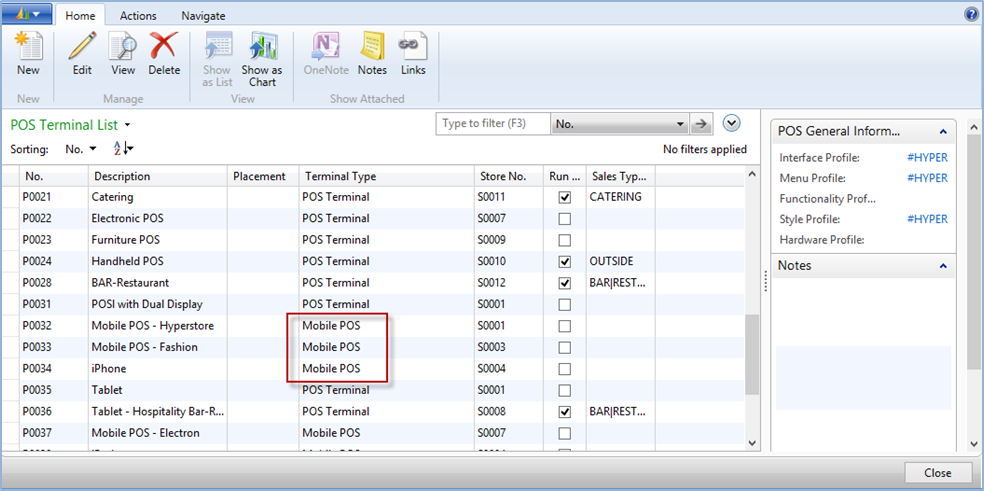 Home Actions Navigate
New Edit View Delete Show as List Show as Chart OneNote Notes Links
New Manage View Show Attached
POS Terminal List Type to filter (F3) No.
Sorting: No. No filters applied
No. Description Placement Terminal Type Store No. Run ... Sales Typ...
P0021 Catering POS Terminal S0011 CATERING
P0022 Electronic POS POS Terminal S0007
P0023 Furniture POS POS Terminal S0009
P0024 Handheld POS POS Terminal S0010 OUTSIDE
P0028 BAR-Restaurant POS Terminal S0012 BAR|REST...
P0031 POSI with Dual Display POS Terminal S0001
P0032 Mobile POS - Hyperstore Mobile POS S0001
P0033 Mobile POS - Fashion Mobile POS S0003
P0034 iPhone Mobile POS S0004
P0035 Tablet POS Terminal S0001
P0036 Tablet - Hospitality Bar-R... POS Terminal S0008 BAR|REST...
P0037 Mobile POS - Electron Mobile POS S0007
POS General Inform...
Interface Profile: #HYPER
Menu Profile: #HYPER
Functionality Prof...
Style Profile: #HYPER
Hardware Profile:
Notes
Close